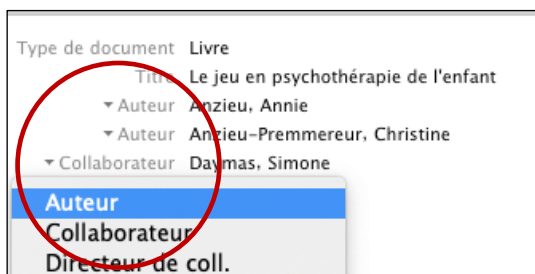 Type de document Livre
Titre Le jeu en psychothérapie de l'enfant
Auteur Anzieu, Annie
Auteur Anzieu-Premmereur, Christine
Collaborateur Daymas, Simone
Auteur
Collaborateur
Directeur de coll.